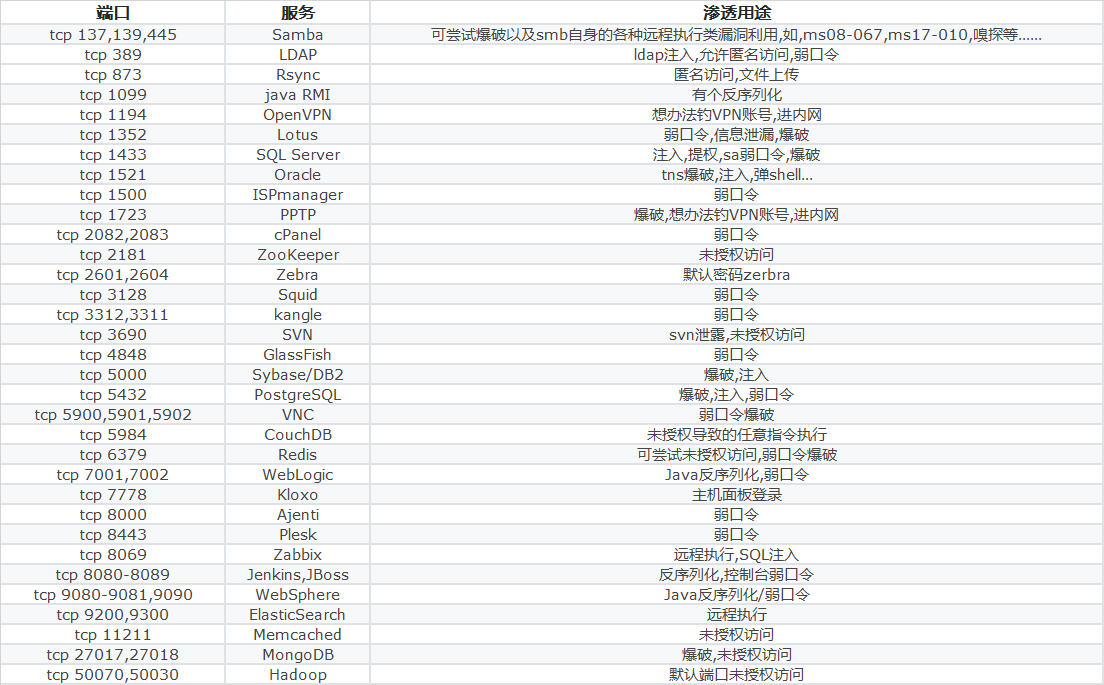 端口 服务 渗透用途
tcp 137,139,445 Samba 可尝试爆破以及smb自身的各种远程执行类漏洞利用,如,ms08-067,ms17-010,嗅探等......
tcp 389 LDAP ldap注入,允许匿名访问,弱口令
tcp 873 Rsync 匿名访问,文件上传
tcp 1099 java RMI 有个反序列化
tcp 1194 OpenVPN 想办法钓VPN账号,进内网
tcp 1352 Lotus 弱口令,信息泄漏,爆破
tcp 1433 SQL Server 注入,提权,sa弱口令,爆破
tcp 1521 Oracle tns爆破,注入,弹shell...
tcp 1500 ISPmanager 弱口令
tcp 1723 PPTP 爆破,想办法钓VPN账号,进内网
tcp 2082,2083 cPanel 弱口令
tcp 2181 ZooKeeper 未授权访问
tcp 2601,2604 Zebra 默认密码zerbra
tcp 3128 Squid 弱口令
tcp 3312,3311 kangle 弱口令
tcp 3690 SVN svn泄露,未授权访问
tcp 4848 GlassFish 弱口令
tcp 5000 Sybase/DB2 爆破,注入
tcp 5432 PostgreSQL 爆破,注入,弱口令
tcp 5900,5901,5902 VNC 弱口令爆破
tcp 5984 CouchDB 未授权导致的任意指令执行
tcp 6379 Redis 可尝试未授权访问,弱口令爆破
tcp 7001,7002 WebLogic Java反序列化,弱口令
tcp 7778 Kloxo 主机面板登录
tcp 8000 Ajenti 弱口令
tcp 8443 Plesk 弱口令
tcp 8069 Zabbix 远程执行,SQL注入
tcp 8080-8089 Jenkins,JBoss 反序列化,控制台弱口令
tcp 9080-9081,9090 WebSphere Java反序列化/弱口令
tcp 9200,9300 ElasticSearch 远程执行
tcp 11211 Memcached 未授权访问
tcp 27017,27018 MongoDB 爆破,未授权访问
tcp 50070,50030 Hadoop 默认端口未授权访问